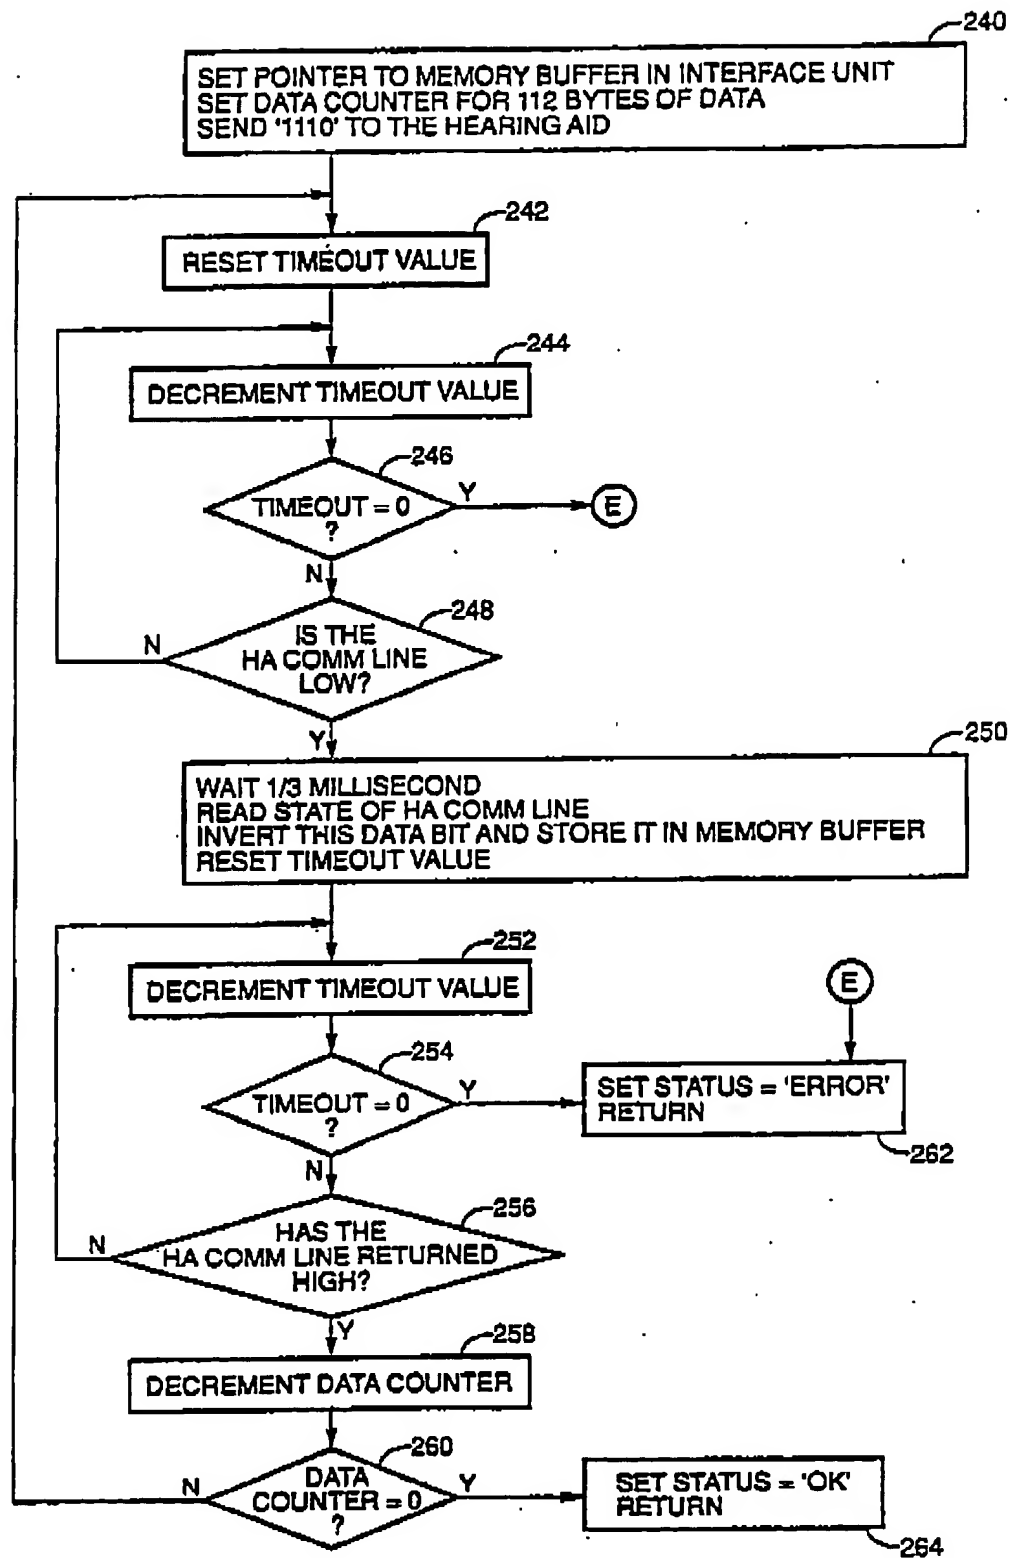 240
SET POINTER TO MEMORY BUFFER IN INTERFACE UNIT
SET DATA COUNTER FOR 112 BYTES OF DATA
SEND '1110' TO THE HEARING AID
242
RESET TIMEOUT VALUE
244
DECREMENT TIMEOUT VALUE
246
TIMEOUT = 0
?
Y
E
N
248
IS THE
HA COMM LINE
LOW?
N
Y
250
WAIT 1/3 MILLISECOND
READ STATE OF HA COMM LINE
INVERT THIS DATA BIT AND STORE IT IN MEMORY BUFFER
RESET TIMEOUT VALUE
252
DECREMENT TIMEOUT VALUE
E
254
TIMEOUT = 0
?
Y
SET STATUS = 'ERROR'
RETURN
262
N
256
HAS THE
HA COMM LINE RETURNED
HIGH?
N
Y
258
DECREMENT DATA COUNTER
260
DATA
COUNTER = 0
?
N
Y
SET STATUS = 'OK'
RETURN
264